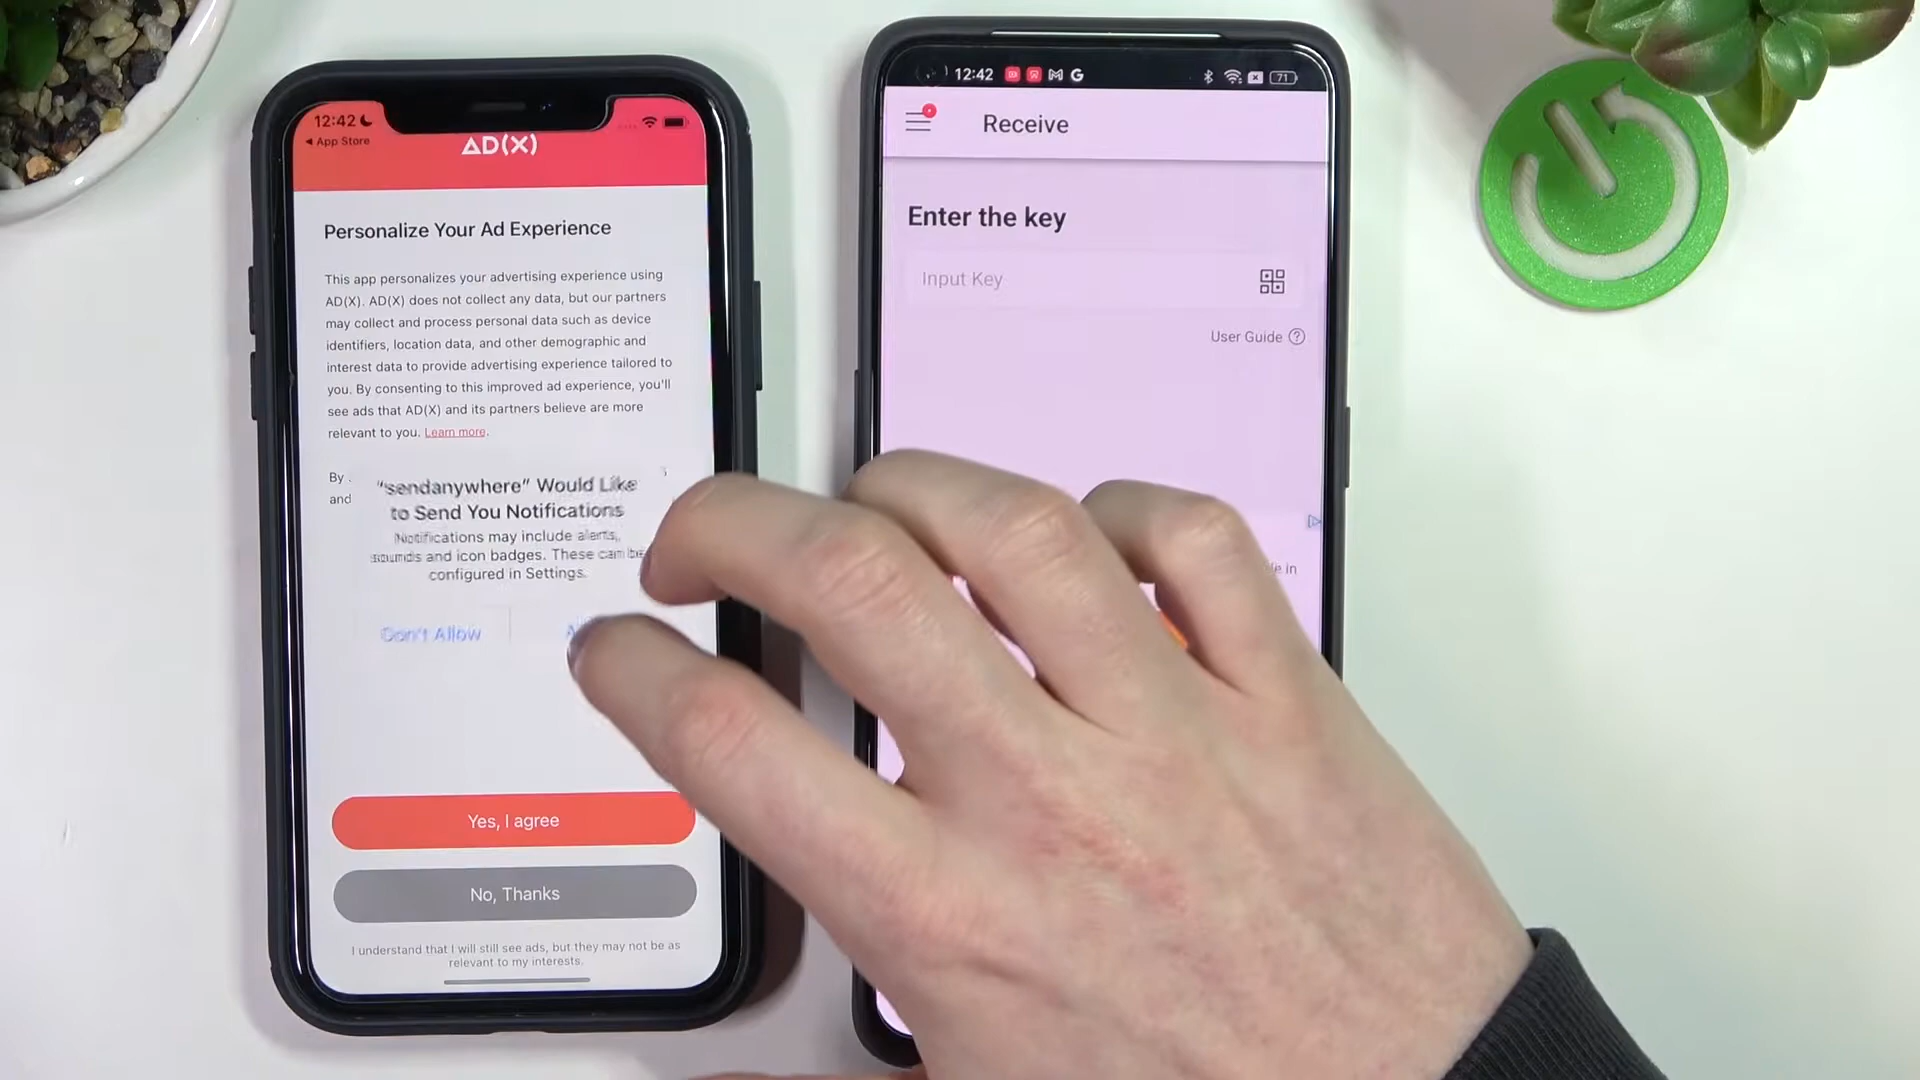 12:42
App Store
AD(X)
Personalize Your Ad Experience
This app personalizes your advertising experience using
AD(X). AD(X) does not collect any data, but our partners
may collect and process personal data such as device
identifiers, location data, and other demographic and
interest data to provide advertising experience tailored to
you. By consenting to this improved ad experience, you'll
see ads that AD(X) and its partners believe are more
relevant to you. Learn more.
By
and
"sendanywhere" Would Like
to Send You Notifications
Notifications may include alerts,
sounds and icon badges. These can be
configured in Settings.
Don't Allow
Yes, I agree
No, Thanks
I understand that I will still see ads, but they may not be as
relevant to my interests.
12:42 M G 71
Receive
Enter the key
Input Key
User Guide ?
in